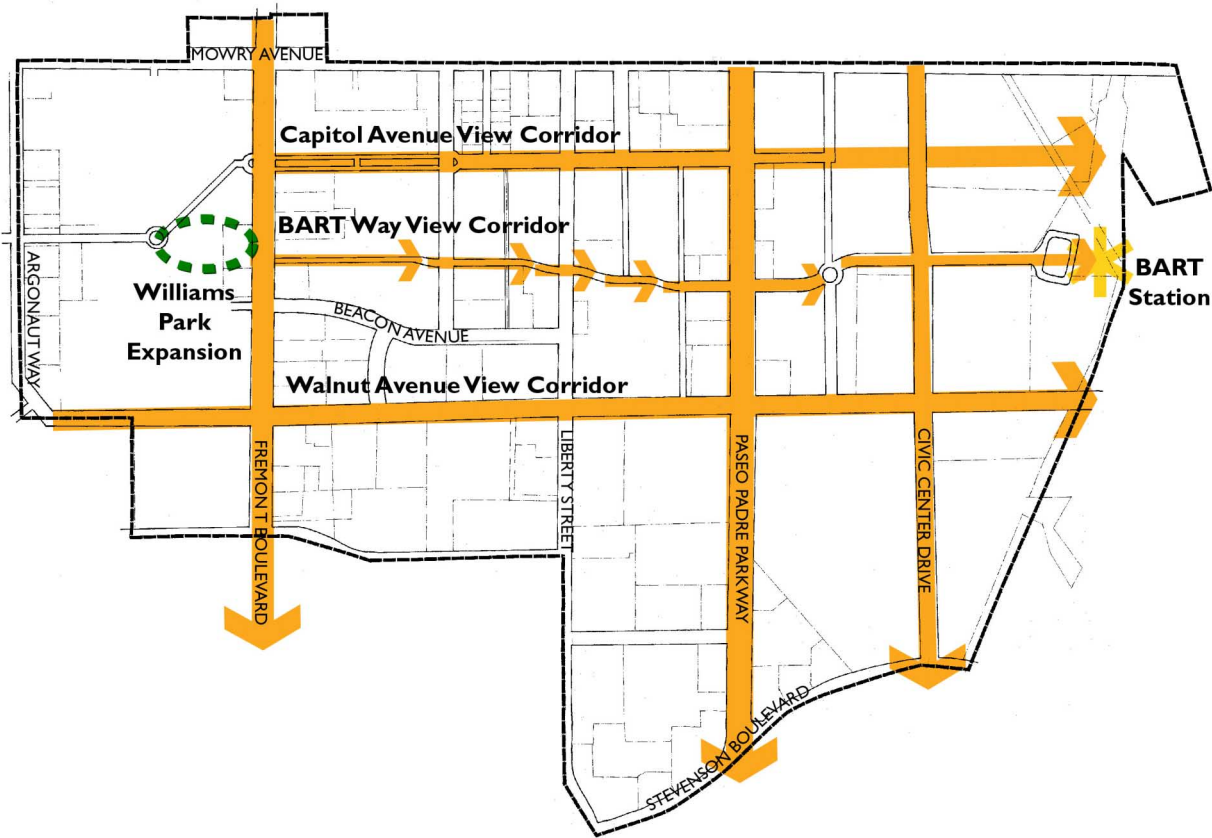 MOWRY AVENUE
Capitol Avenue View Corridor
BART Way View Corridor
ARGONAUT WAY
Williams
Park
Expansion
BART
Station
BEACON AVENUE
Walnut Avenue View Corridor
FREMONT BOULEVARD
LIBERTY STREET
PASEO PADRE PARKWAY
CIVIC CENTER DRIVE
STEVENSON BOULEVARD